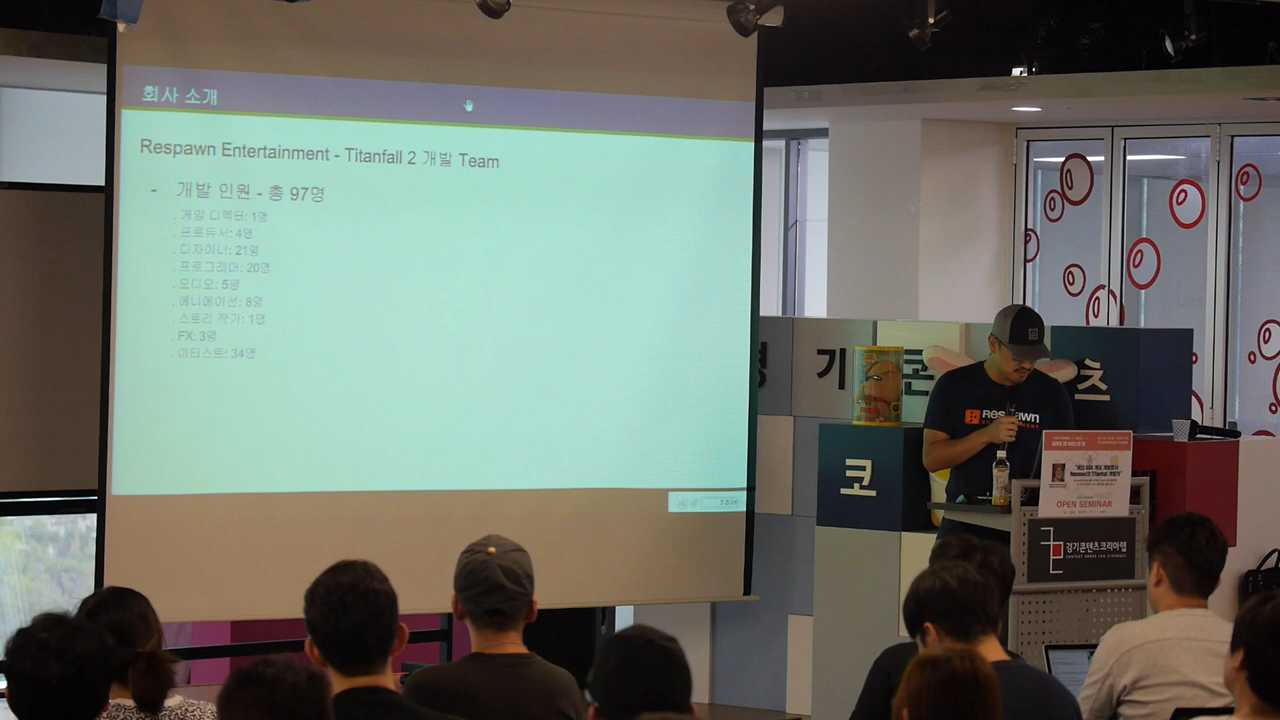 회사 소개
Respawn Entertainment - Titanfall 2 개발 Team
- 개발 인원 - 총 97명
. 게임 디렉터: 1명
. 프로듀서: 4명
. 디자이너: 21명
. 프로그래머: 20명
. 오디오: 5명
. 에니메이션: 8명
. 스토리 작가: 1명
. FX: 3명
. 아티스트: 34명
기 콘 츠
코
Respawn
OPEN SEMINAR
경기콘텐츠코리아랩